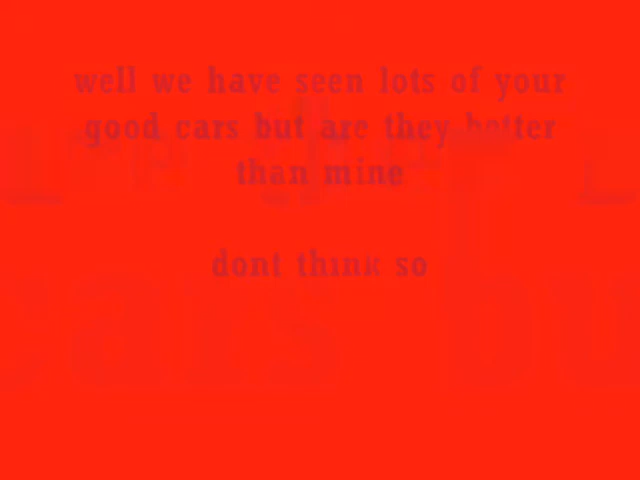 well we have seen lots of your
good cars but are they better
than mine
dont think so